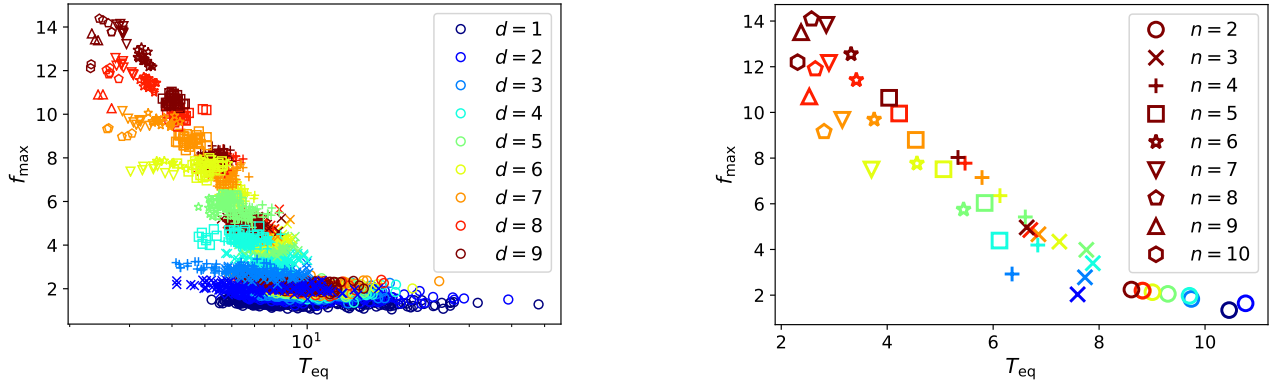 14
12
10
8
6
4
2
f_max
10^1
T_eq
d = 1
d = 2
d = 3
d = 4
d = 5
d = 6
d = 7
d = 8
d = 9
14
12
10
8
6
4
2
f_max
2 4 6 8 10
T_eq
n = 2
n = 3
n = 4
n = 5
n = 6
n = 7
n = 8
n = 9
n = 10